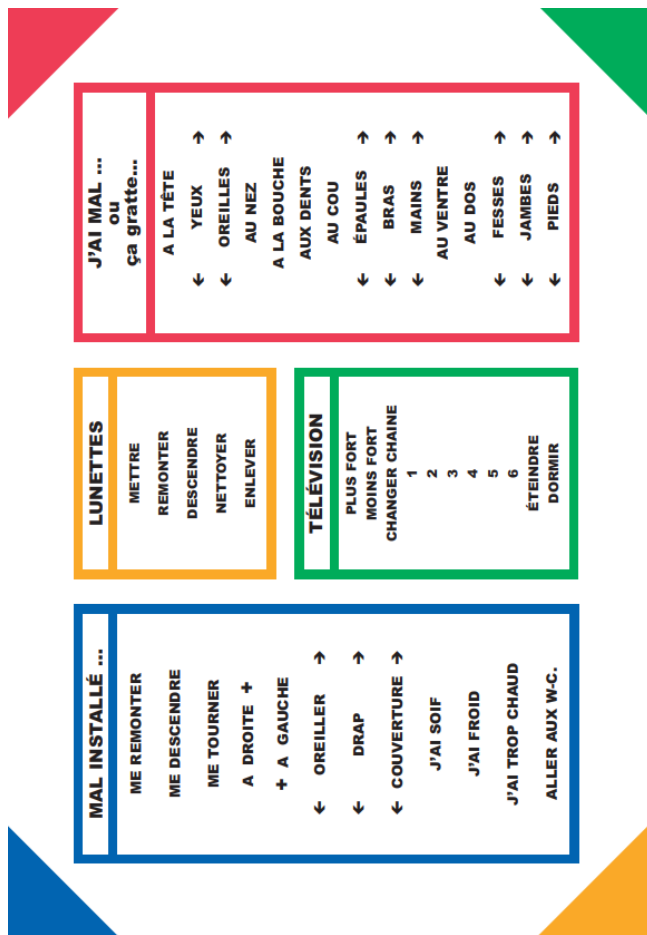 MAL INSTALLÉ ...
ME REMONTER
ME DESCENDRE
ME TOURNER
A DROITE +
+ A GAUCHE
← OREILLER →
← DRAP →
← COUVERTURE →
J'AI SOIF
J'AI FROID
J'AI TROP CHAUD
ALLER AUX W-C.
LUNETTES
METTRE
REMONTER
DESCENDRE
NETTOYER
ENLEVER
TÉLÉVISION
PLUS FORT
MOINS FORT
CHANGER CHAINE
1
2
3
4
5
6
ÉTEINDRE
DORMIR
J'AI MAL ...
ou
ça gratte...
A LA TÊTE
← YEUX →
← OREILLES →
AU NEZ
A LA BOUCHE
AUX DENTS
AU COU
← ÉPAULES →
← BRAS →
← MAINS →
AU VENTRE
AU DOS
← FESSES →
← JAMBES →
← PIEDS →